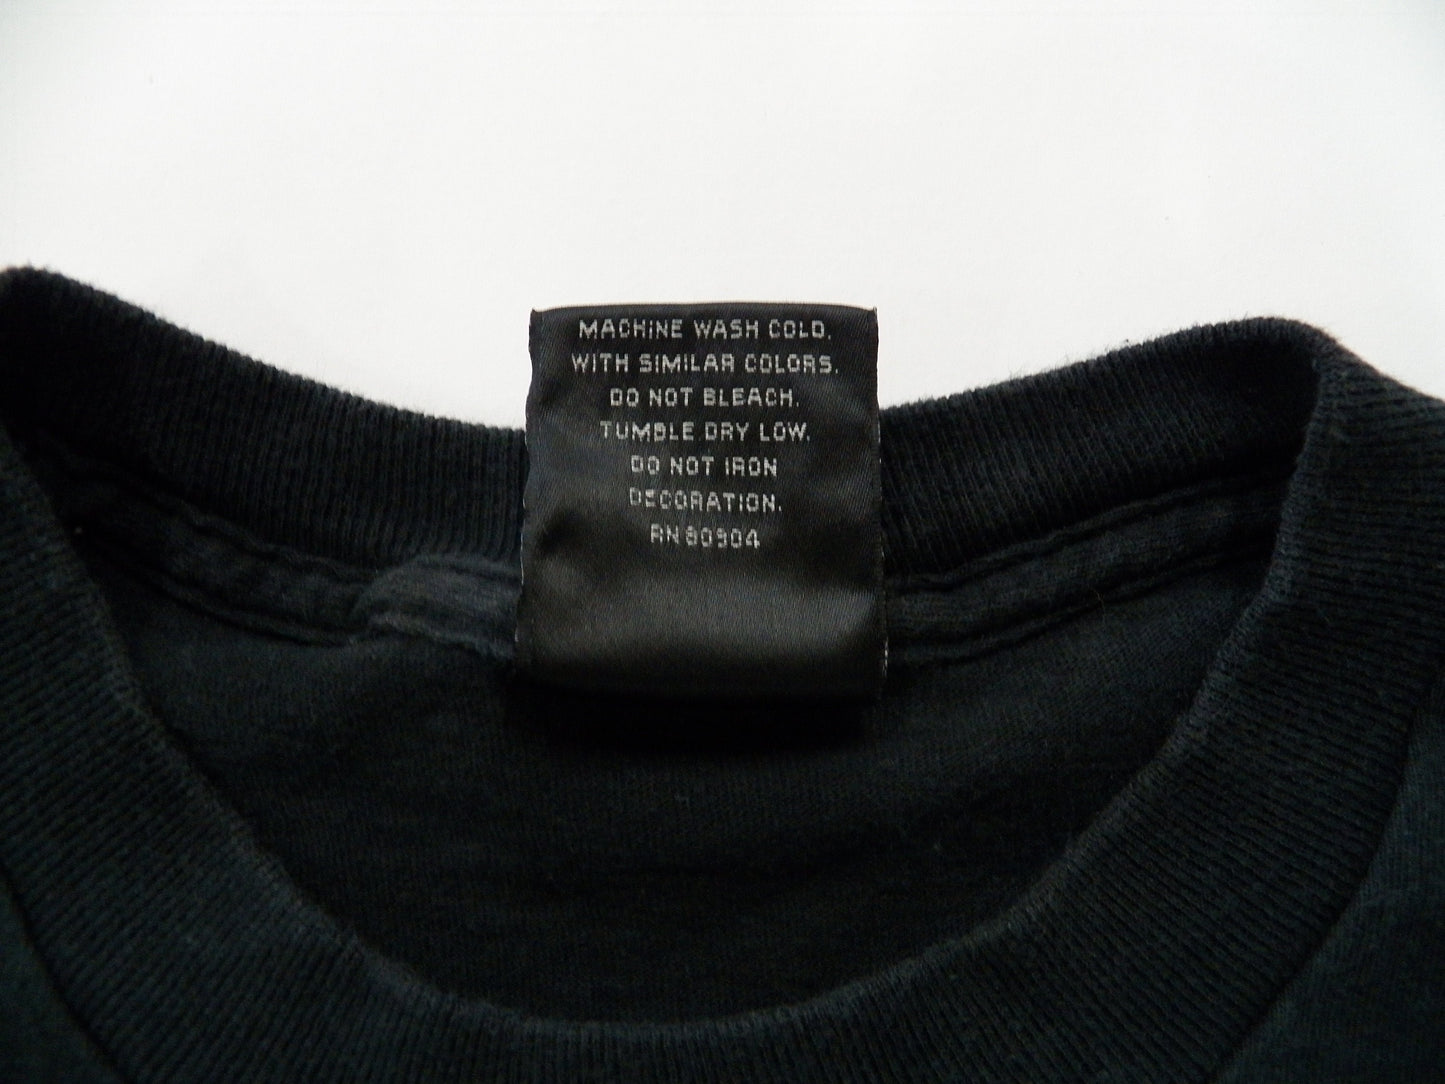 MACHINE WASH COLD.
WITH SIMILAR COLORS.
DO NOT BLEACH.
TUMBLE DRY LOW.
DO NOT IRON
DECORATION.
RN 80904